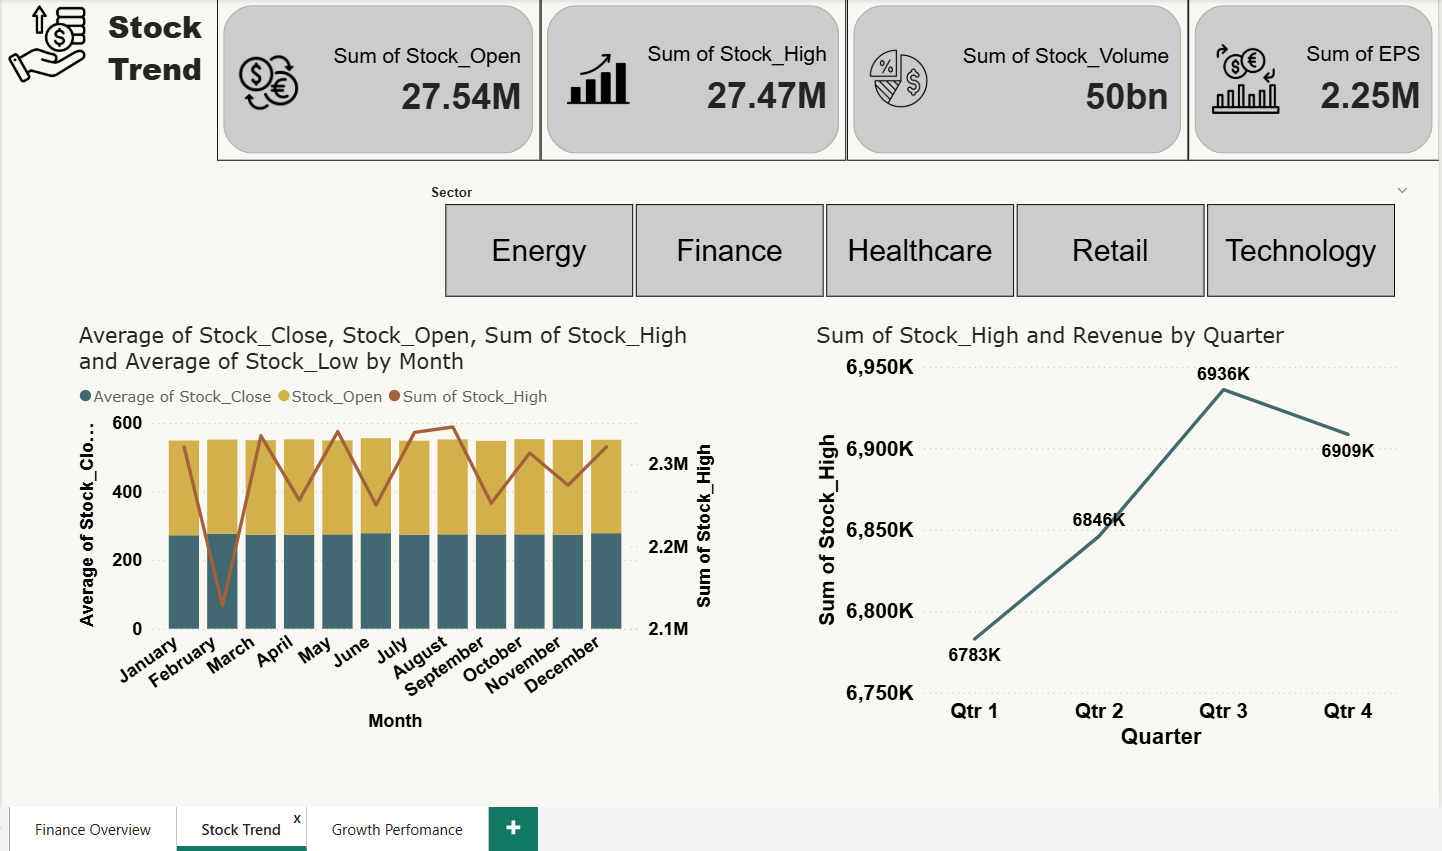 Stock
Trend
Sum of Stock_Open
27.54M
Sum of Stock_High
27.47M
%
$
Sum of Stock_Volume
50bn
Sum of EPS
2.25M
$
€
$
$
€
Sector
Energy
Finance
Healthcare
Retail
Technology
Average of Stock_Close, Stock_Open, Sum of Stock_High
and Average of Stock_Low by Month
Average of Stock_Close
Stock_Open
Sum of Stock_High
Average of Stock_Clo...
600
400
200
0
2.3M
2.2M
2.1M
Sum of Stock_High
January
February
March
April
May
June
July
August
September
October
November
December
Month
Sum of Stock_High and Revenue by Quarter
Sum of Stock_High
6,950K
6,900K
6,850K
6,800K
6,750K
6783K
6846K
6936K
6909K
Qtr 1
Qtr 2
Qtr 3
Qtr 4
Quarter
Finance Overview
Stock Trend
x
Growth Perfomance
+